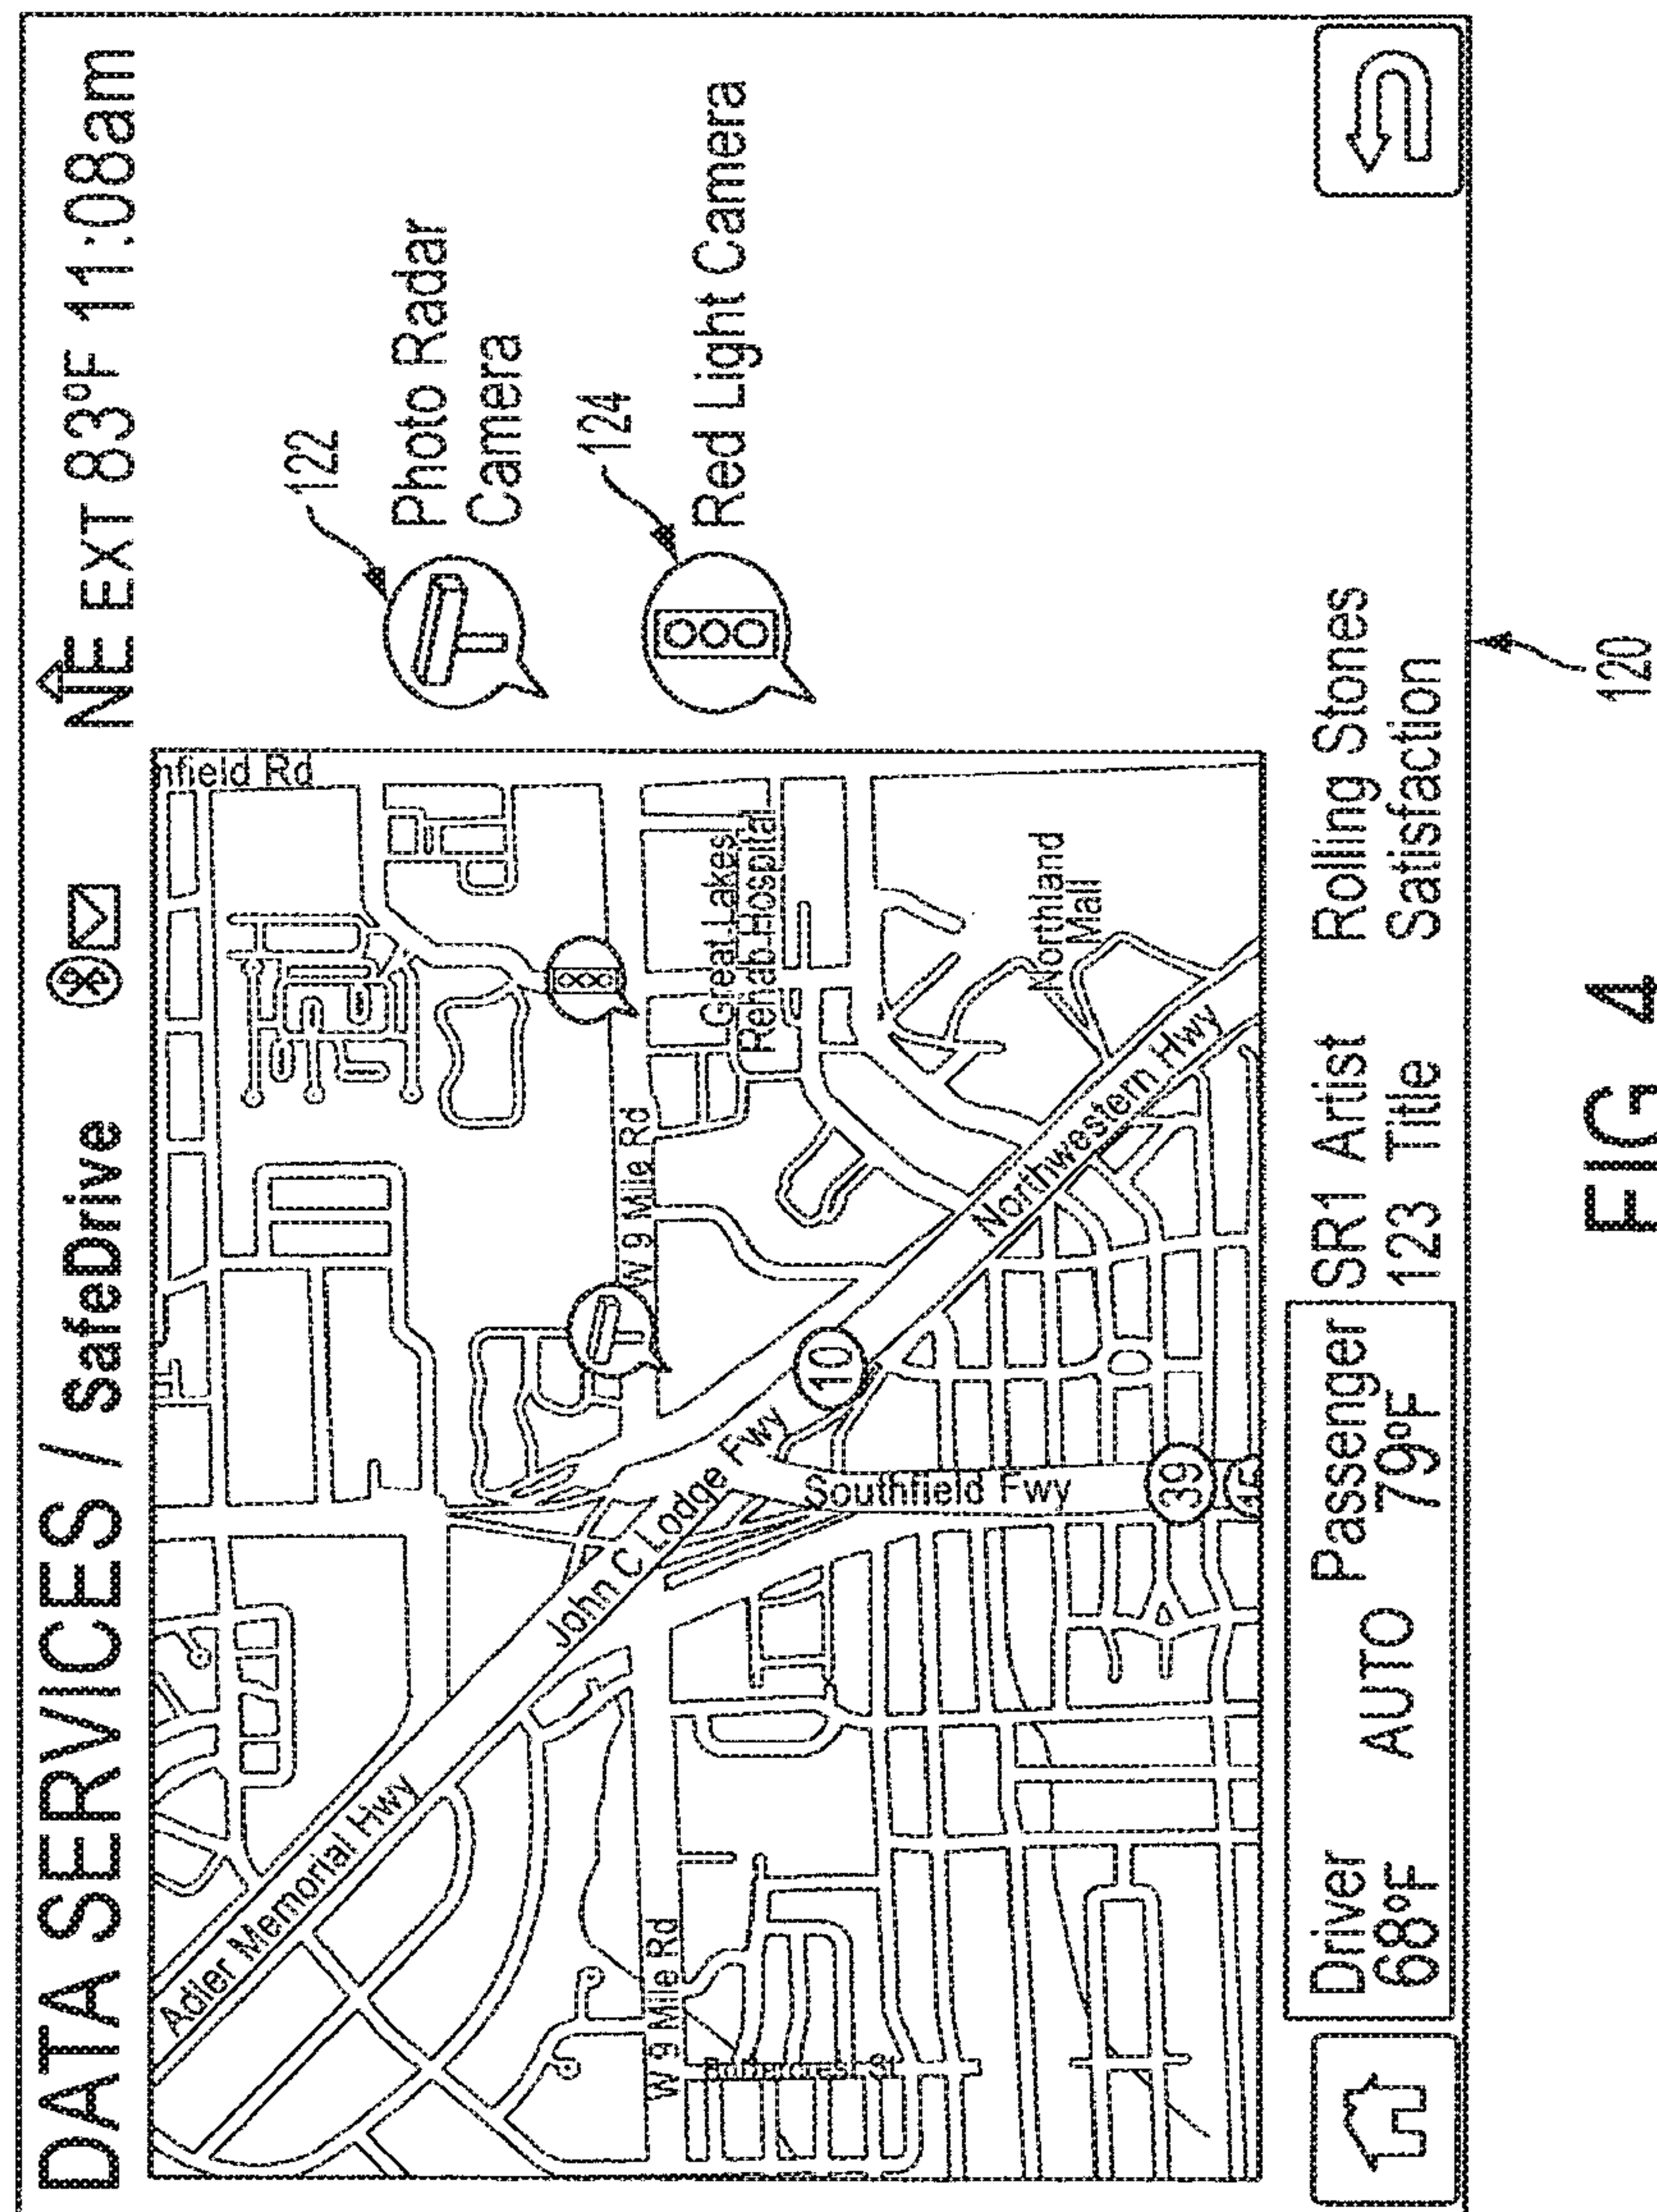 DATA SERVICES / SafeDrive
NE EXT 83°F 11:08am
nfield Rd
Adler Memorial Hwy
John C Lodge Fwy
W 9 Mile Rd
W 9 Mile Rd
Great Lakes
Rehab Hospital
Northland
Mall
Northwestern Hwy
10
Southfield Fwy
39
122
Photo Radar
Camera
124
Red Light Camera
Driver
68°F
AUTO
Passenger
79°F
SR1 Artist Rolling Stones
123 Title Satisfaction
120
FIG 4